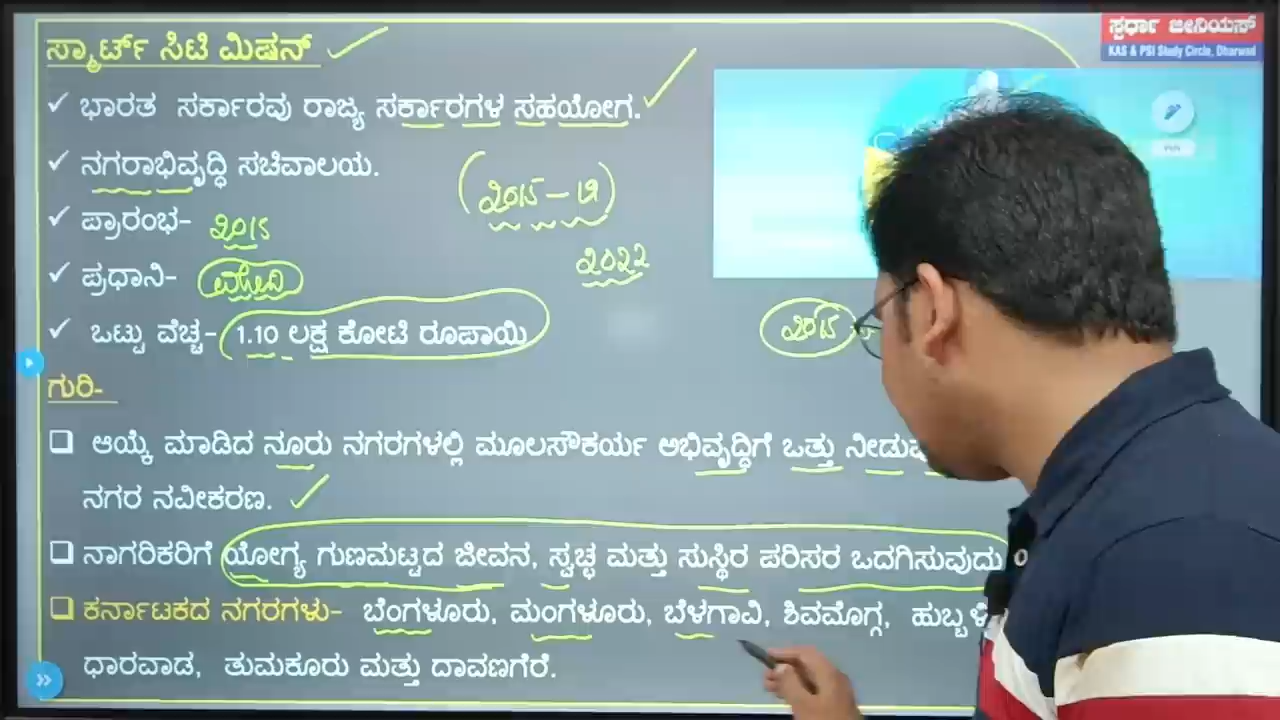 ಸ್ಪರ್ಧಾ ಜೀನಿಯಸ್
KAS & PSI Study Circle, Dharwad
ಸ್ಮಾರ್ಟ್ ಸಿಟಿ ಮಿಷನ್
ಭಾರತ ಸರ್ಕಾರವು ರಾಜ್ಯ ಸರ್ಕಾರಗಳ ಸಹಯೋಗ.
ನಗರಾಭಿವೃದ್ಧಿ ಸಚಿವಾಲಯ.
ಪ್ರಾರಂಭ- ೨೦೧೫
೨೦೨೨
ಪ್ರಧಾನಿ- ಮೋದಿ
ಒಟ್ಟು ವೆಚ್ಚ- 1.10 ಲಕ್ಷ ಕೋಟಿ ರೂಪಾಯಿ
ಗುರಿ-
ಆಯ್ಕೆ ಮಾಡಿದ ನೂರು ನಗರಗಳಲ್ಲಿ ಮೂಲಸೌಕರ್ಯ ಅಭಿವೃದ್ಧಿಗೆ ಒತ್ತು
ನಗರ ನವೀಕರಣ.
ನಾಗರಿಕರಿಗೆ ಯೋಗ್ಯ ಗುಣಮಟ್ಟದ ಜೀವನ, ಸ್ವಚ್ಛ ಮತ್ತು ಸುಸ್ಥಿರ ಪರಿಸರ ಒದಗಿಸುವುದು
ಕರ್ನಾಟಕದ ನಗರಗಳು- ಬೆಂಗಳೂರು, ಮಂಗಳೂರು, ಬೆಳಗಾವಿ, ಶಿವಮೊಗ್ಗ, ಹುಬ್ಬಳಿ
ಧಾರವಾಡ, ತುಮಕೂರು ಮತ್ತು ದಾವಣಗೆರೆ.